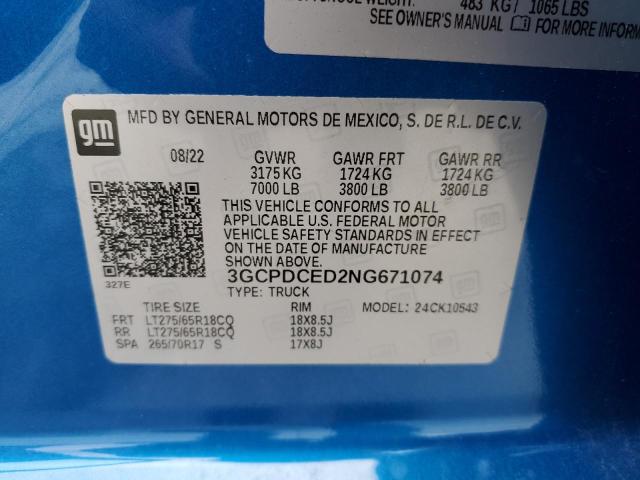 483 KG / 1065 LBS
SEE OWNER'S MANUAL FOR MORE INFORM
gm
MFD BY GENERAL MOTORS DE MEXICO, S. DE R.L. DE C.V.
08/22 GVWR GAWR FRT GAWR RR
3175 KG 1724 KG 1724 KG
7000 LB 3800 LB 3800 LB
THIS VEHICLE CONFORMS TO ALL
APPLICABLE U.S. FEDERAL MOTOR
VEHICLE SAFETY STANDARDS IN EFFECT
ON THE DATE OF MANUFACTURE
SHOWN ABOVE.
3GCPDCED2NG671074
327E
TYPE: TRUCK
TIRE SIZE RIM MODEL: 24CK10543
FRT LT275/65R18CQ 18X8.5J
RR LT275/65R18CQ 18X8.5J
SPA 265/70R17 S 17X8J